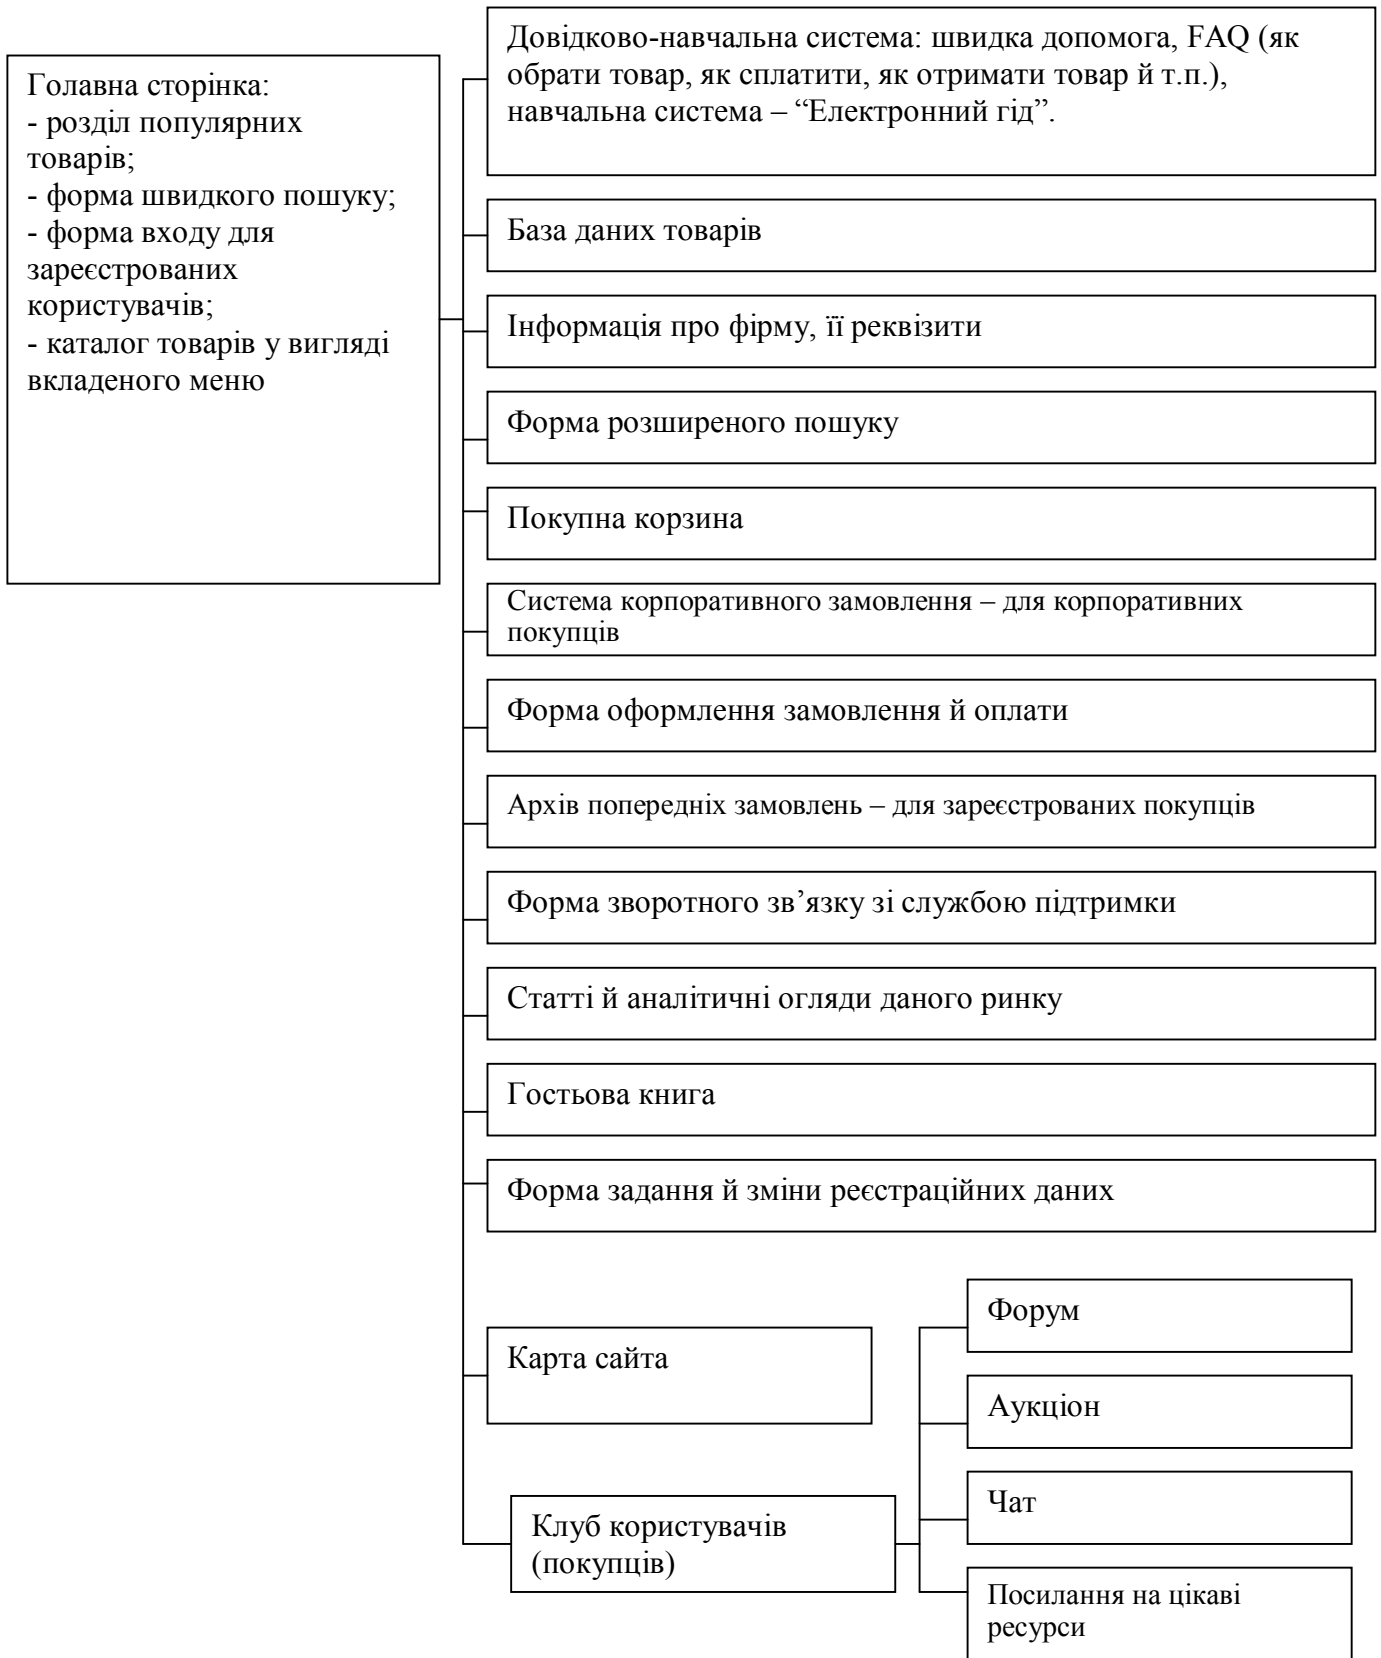 Голавна сторінка:
- розділ популярних
товарів;
- форма швидкого пошуку;
- форма входу для
зареєстрованих
користувачів;
- каталог товарів у вигляді
вкладеного меню
Довідково-навчальна система: швидка допомога, FAQ (як
обрати товар, як сплатити, як отримати товар й т.п.),
навчальна система – “Електронний гід”.
База даних товарів
Інформація про фірму, її реквізити
Форма розширеного пошуку
Покупна корзина
Система корпоративного замовлення – для корпоративних
покупців
Форма оформлення замовлення й оплати
Архів попередніх замовлень – для зареєстрованих покупців
Форма зворотного зв’язку зі службою підтримки
Статті й аналітичні огляди даного ринку
Гостьова книга
Форма задання й зміни реєстраційних даних
Карта сайта
Клуб користувачів
(покупців)
Форум
Аукціон
Чат
Посилання на цікаві
ресурси